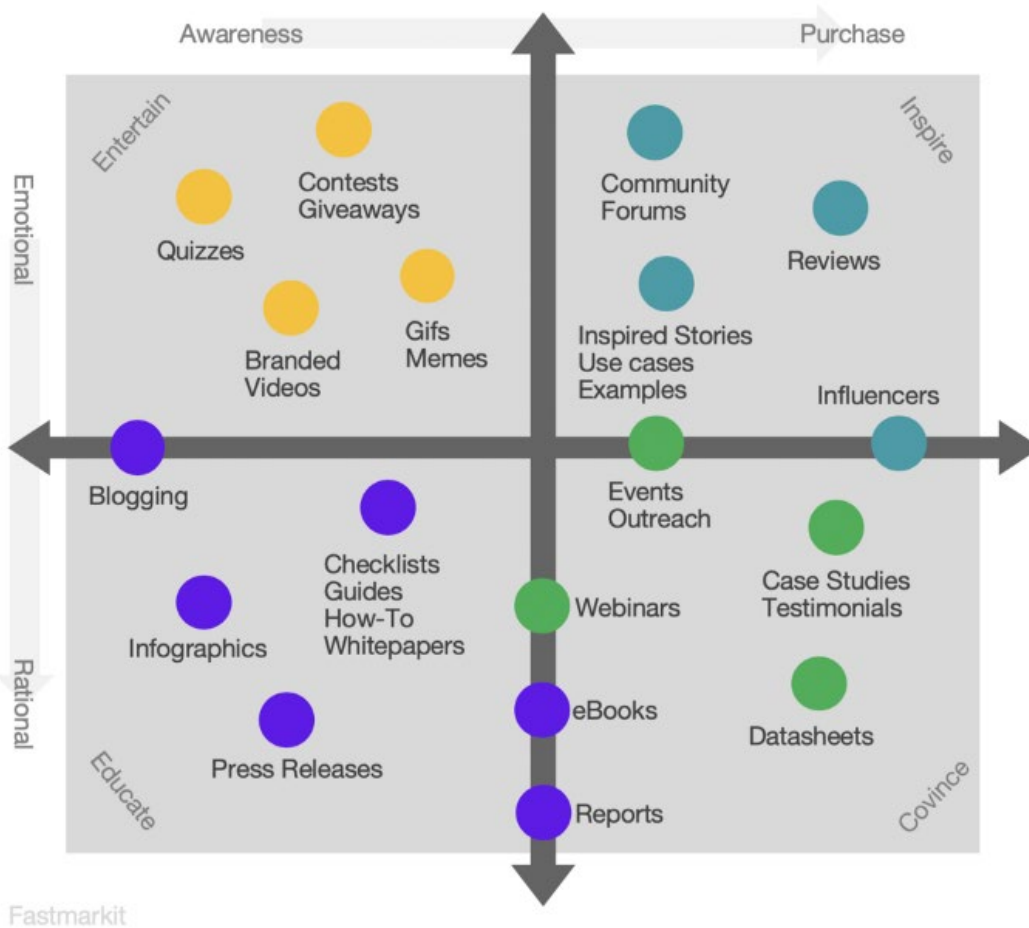 Awareness
Purchase
Entertain
Inspire
Emotional
Contests
Giveaways
Community
Forums
Quizzes
Reviews
Gifs
Memes
Branded
Videos
Inspired Stories
Use cases
Examples
Influencers
Blogging
Events
Outreach
Checklists
Guides
How-To
Whitepapers
Case Studies
Testimonials
Webinars
Infographics
Rational
eBooks
Datasheets
Press Releases
Educate
Covince
Reports
Fastmarkit